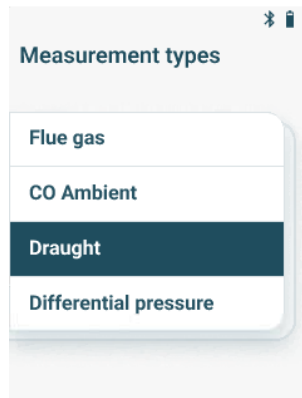 Measurement types
Flue gas
CO Ambient
Draught
Differential pressure